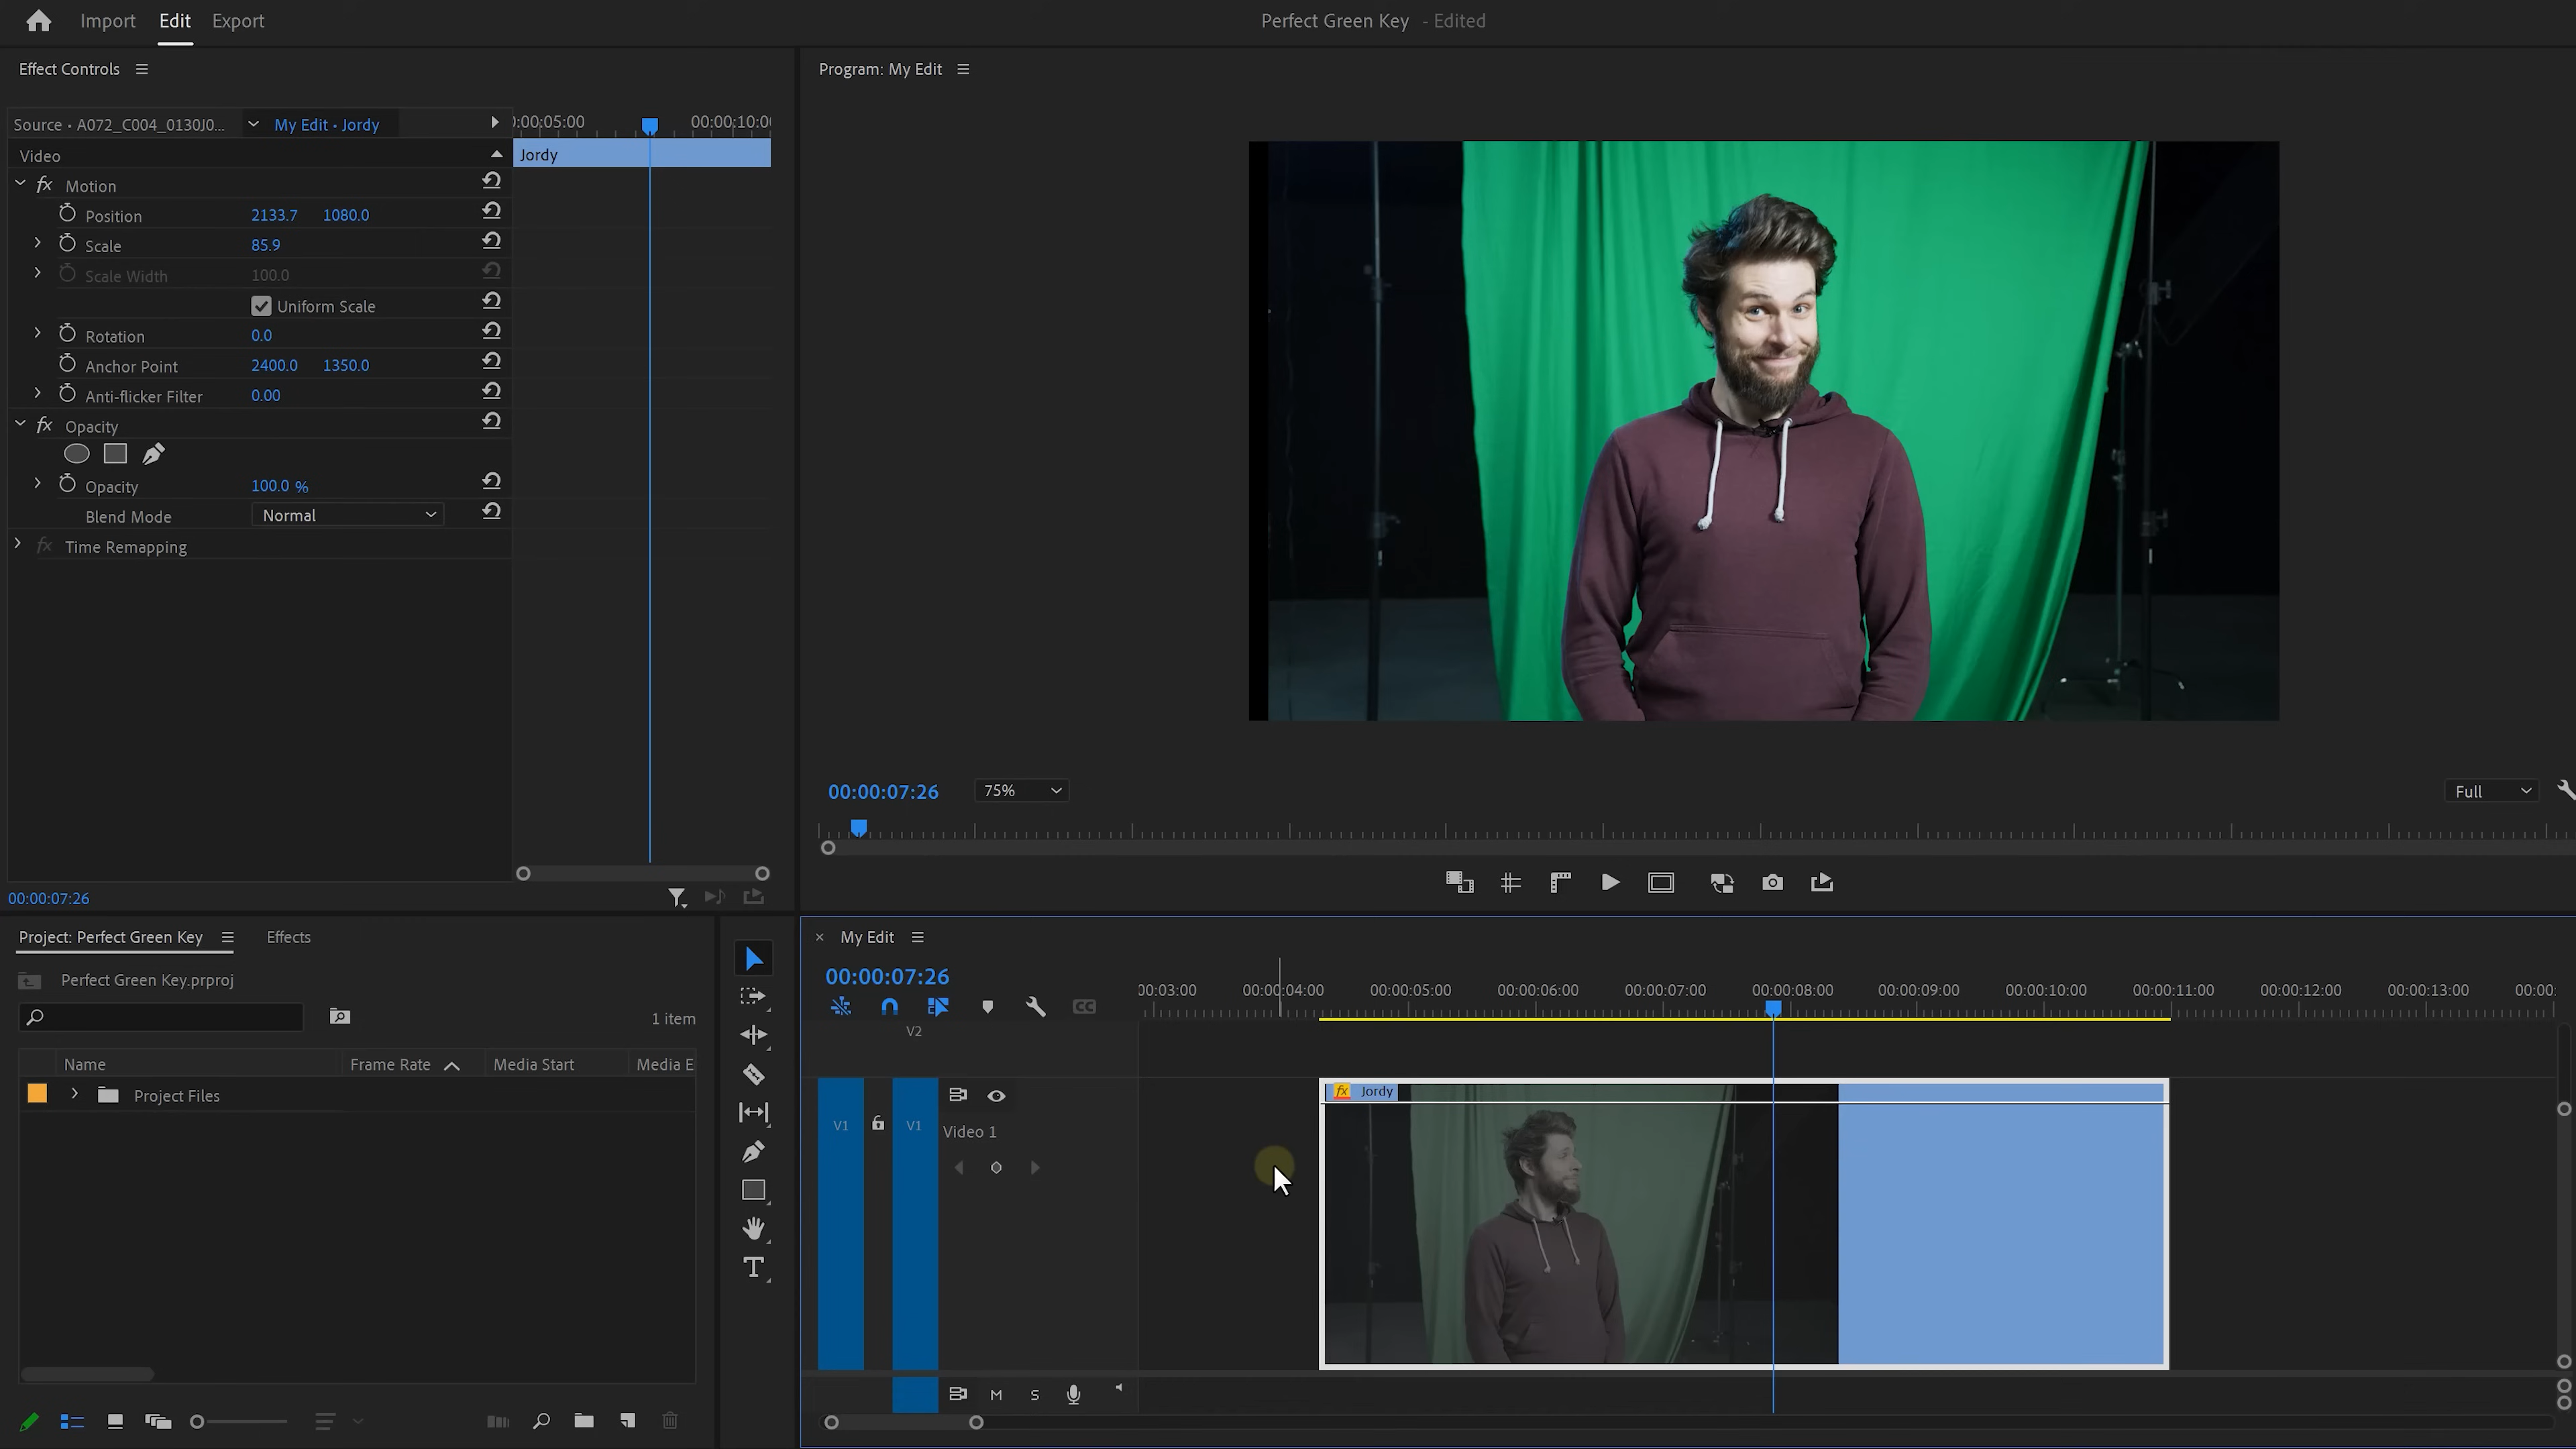 Import Edit Export
Perfect Green Key - Edited
Effect Controls
Program: My Edit
Source • A072_C004_0130J0... My Edit • Jordy
:00:05:00 00:00:10:0
Video
Jordy
fx Motion
Position 2133.7 1080.0
Scale 85.9
Scale Width 100.0
Uniform Scale
Rotation 0.0
Anchor Point 2400.0 1350.0
Anti-flicker Filter 0.00
fx Opacity
Opacity 100.0 %
Blend Mode Normal
fx Time Remapping
00:00:07:26 75% Full
00:00:07:26
Project: Perfect Green Key Effects
Perfect Green Key.prproj
1 item
Name Frame Rate Media Start Media E
Project Files
× My Edit
00:00:07:26
00:03:00 00:00:04:00 00:00:05:00 00:00:06:00 00:00:07:00 00:00:08:00 00:00:09:00 00:00:10:00 00:00:11:00 00:00:12:00 00:00:13:00 00:00:
CC
V2
fx Jordy
V1 V1 Video 1
T
M S